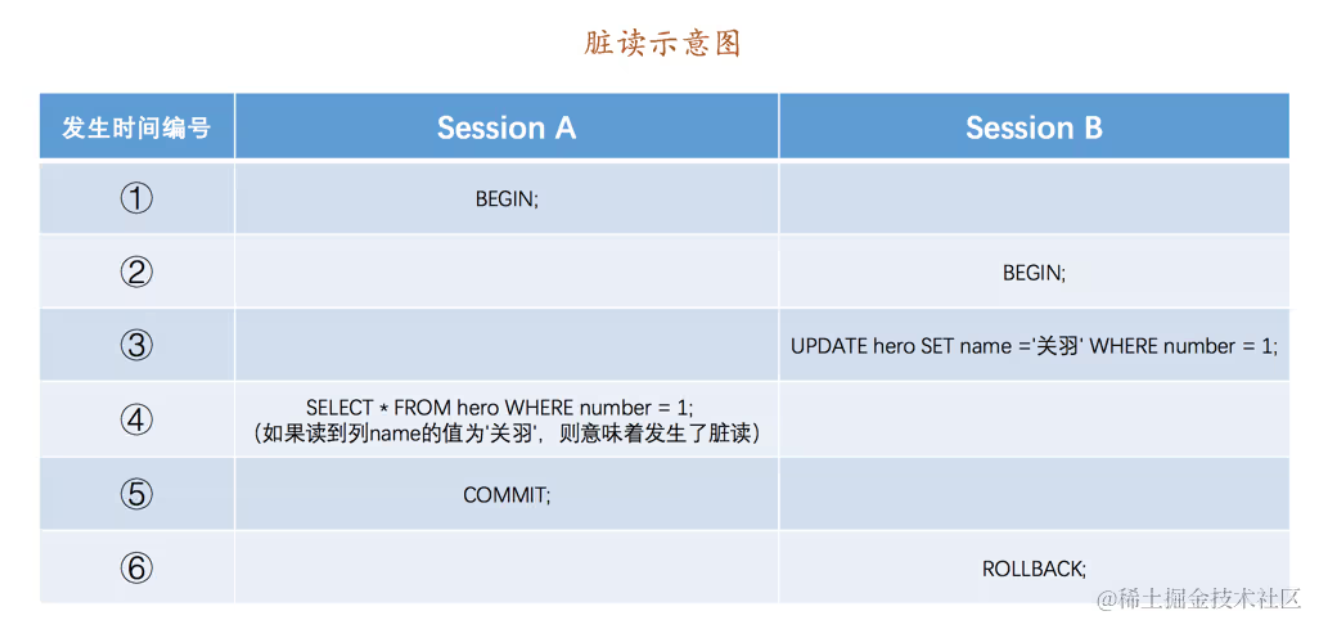 脏读示意图
发生时间编号 Session A Session B
① BEGIN;
② BEGIN;
③ UPDATE hero SET name ='关羽' WHERE number = 1;
④ SELECT * FROM hero WHERE number = 1;
（如果读到列name的值为'关羽'，则意味着发生了脏读）
⑤ COMMIT;
⑥ ROLLBACK;
@稀土掘金技术社区